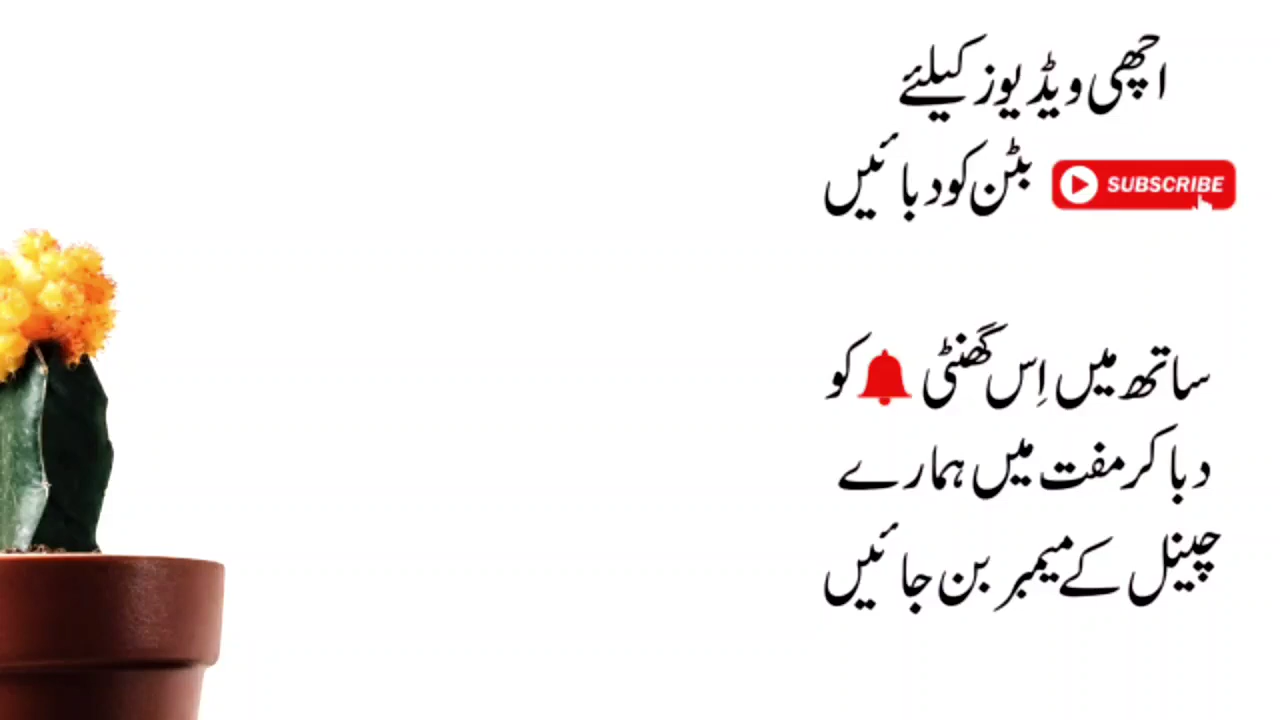 اچھی ویڈیوز کیلئے
SUBSCRIBE بٹن کو دبائیں
ساتھ میں اِس گھنٹی کو
دبا کر مفت میں ہمارے
چینل کے میمبر بن جائیں